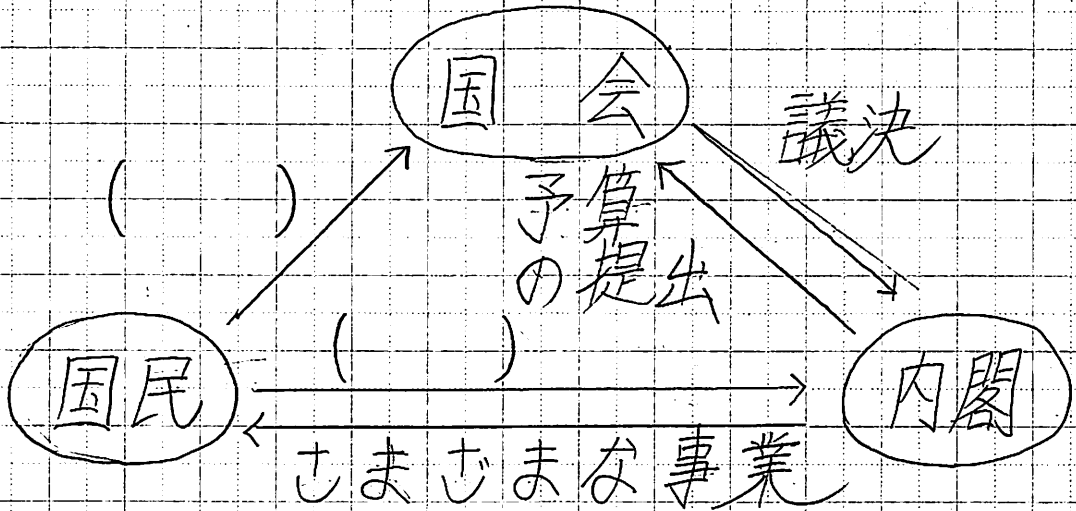 国会
議決
(　　)
予算
の提出
(　　)
国民
内閣
さまざまな事業